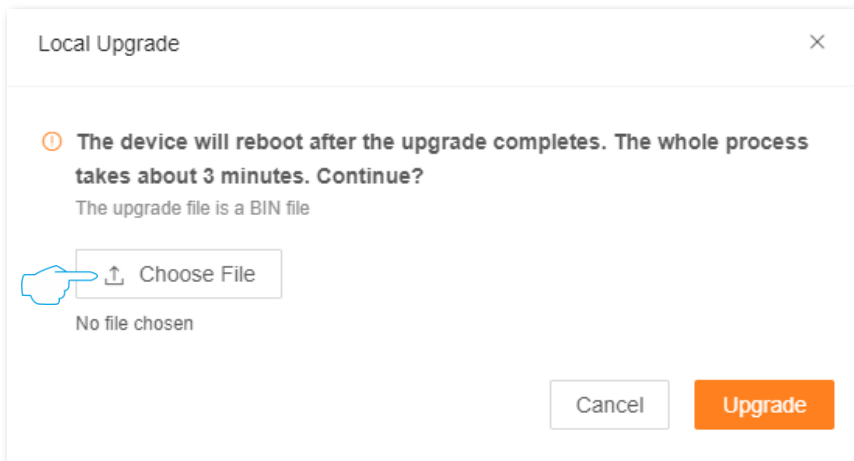 Local Upgrade
The device will reboot after the upgrade completes. The whole process
takes about 3 minutes. Continue?
The upgrade file is a BIN file
Choose File
No file chosen
Cancel
Upgrade